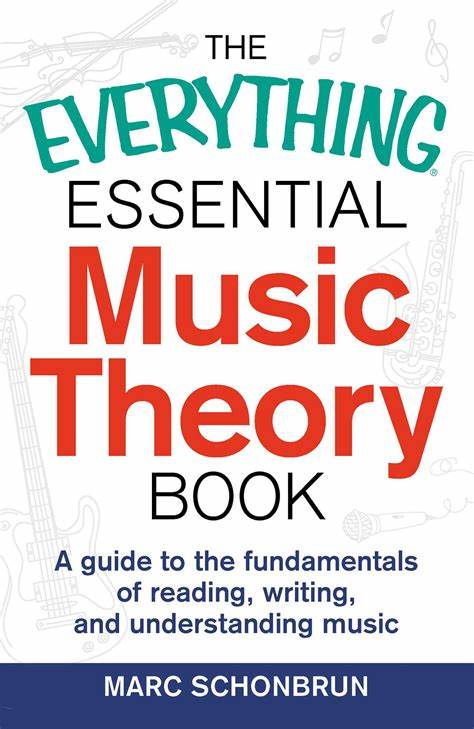 THE
EVERYTHING®
ESSENTIAL
Music
Theory
BOOK
A guide to the fundamentals
of reading, writing,
and understanding music
MARC SCHONBRUN